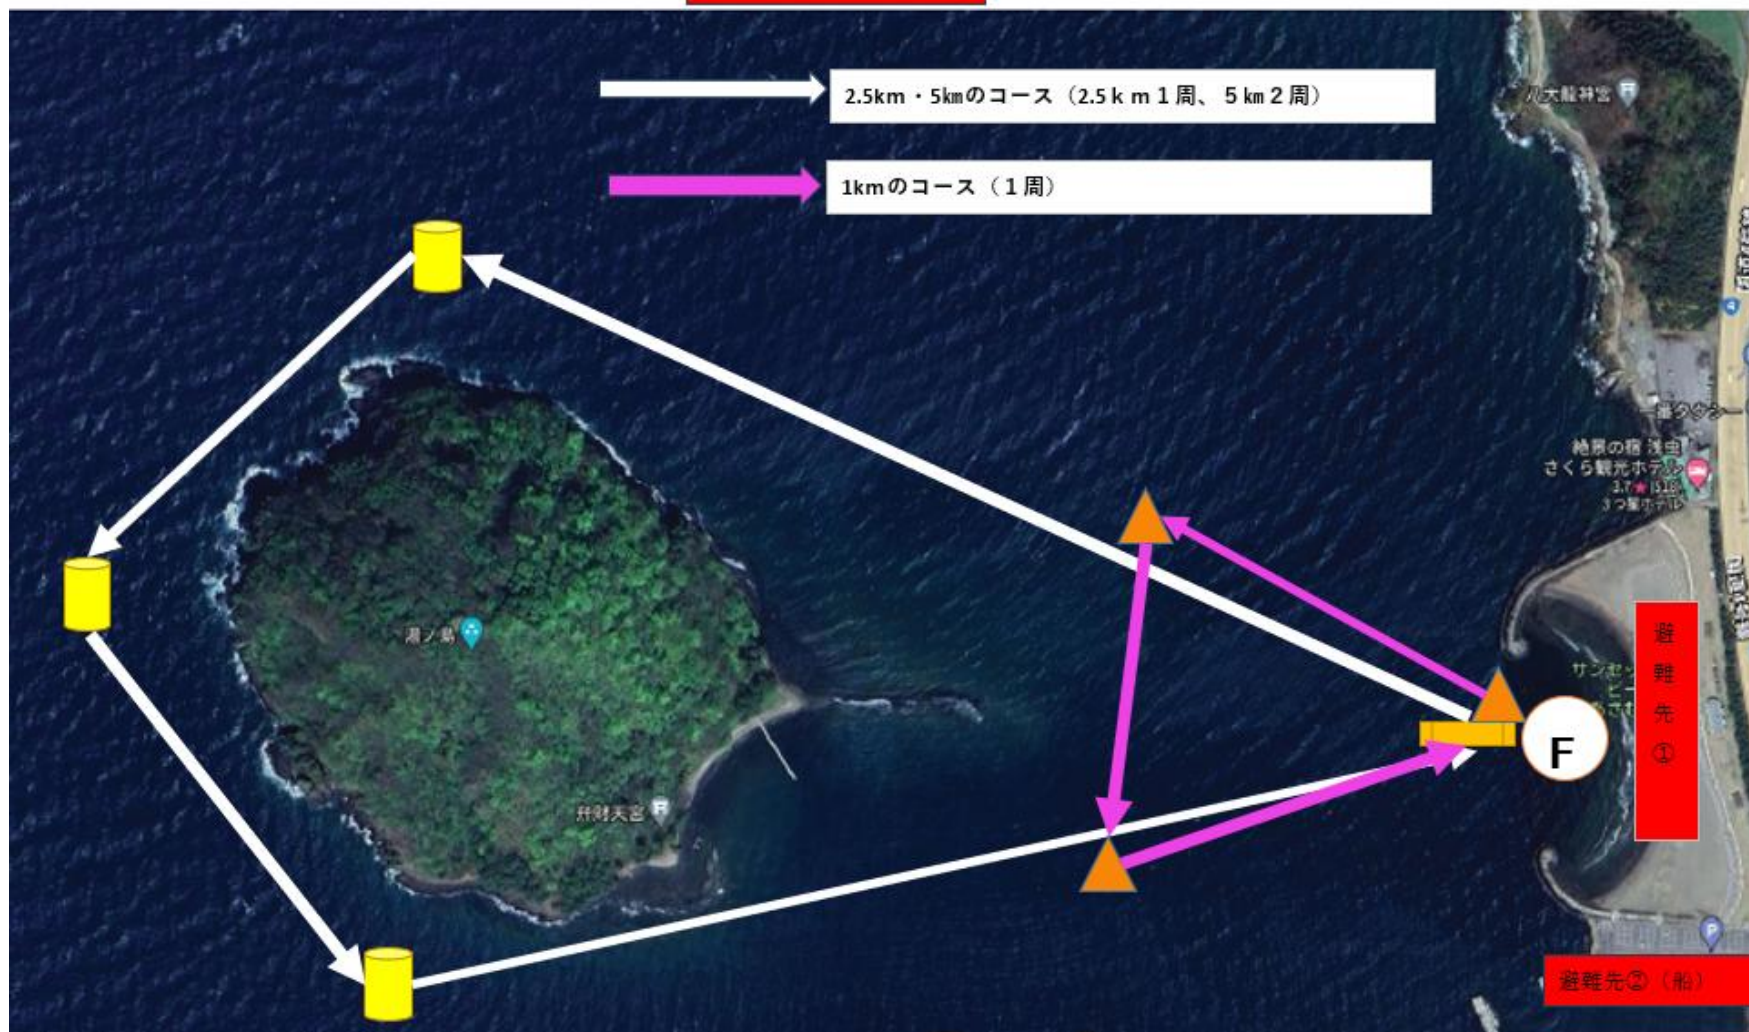 2.5km・5㎞のコース（2.5ｋｍ１周、５㎞２周）
1kmのコース（１周）
八大龍神宮
4
絶景の宿 浅虫
さくら観光ホテル
3つ星ホテル
湯ノ島
弁財天宮
F
避難先①
P
避難先②（船）